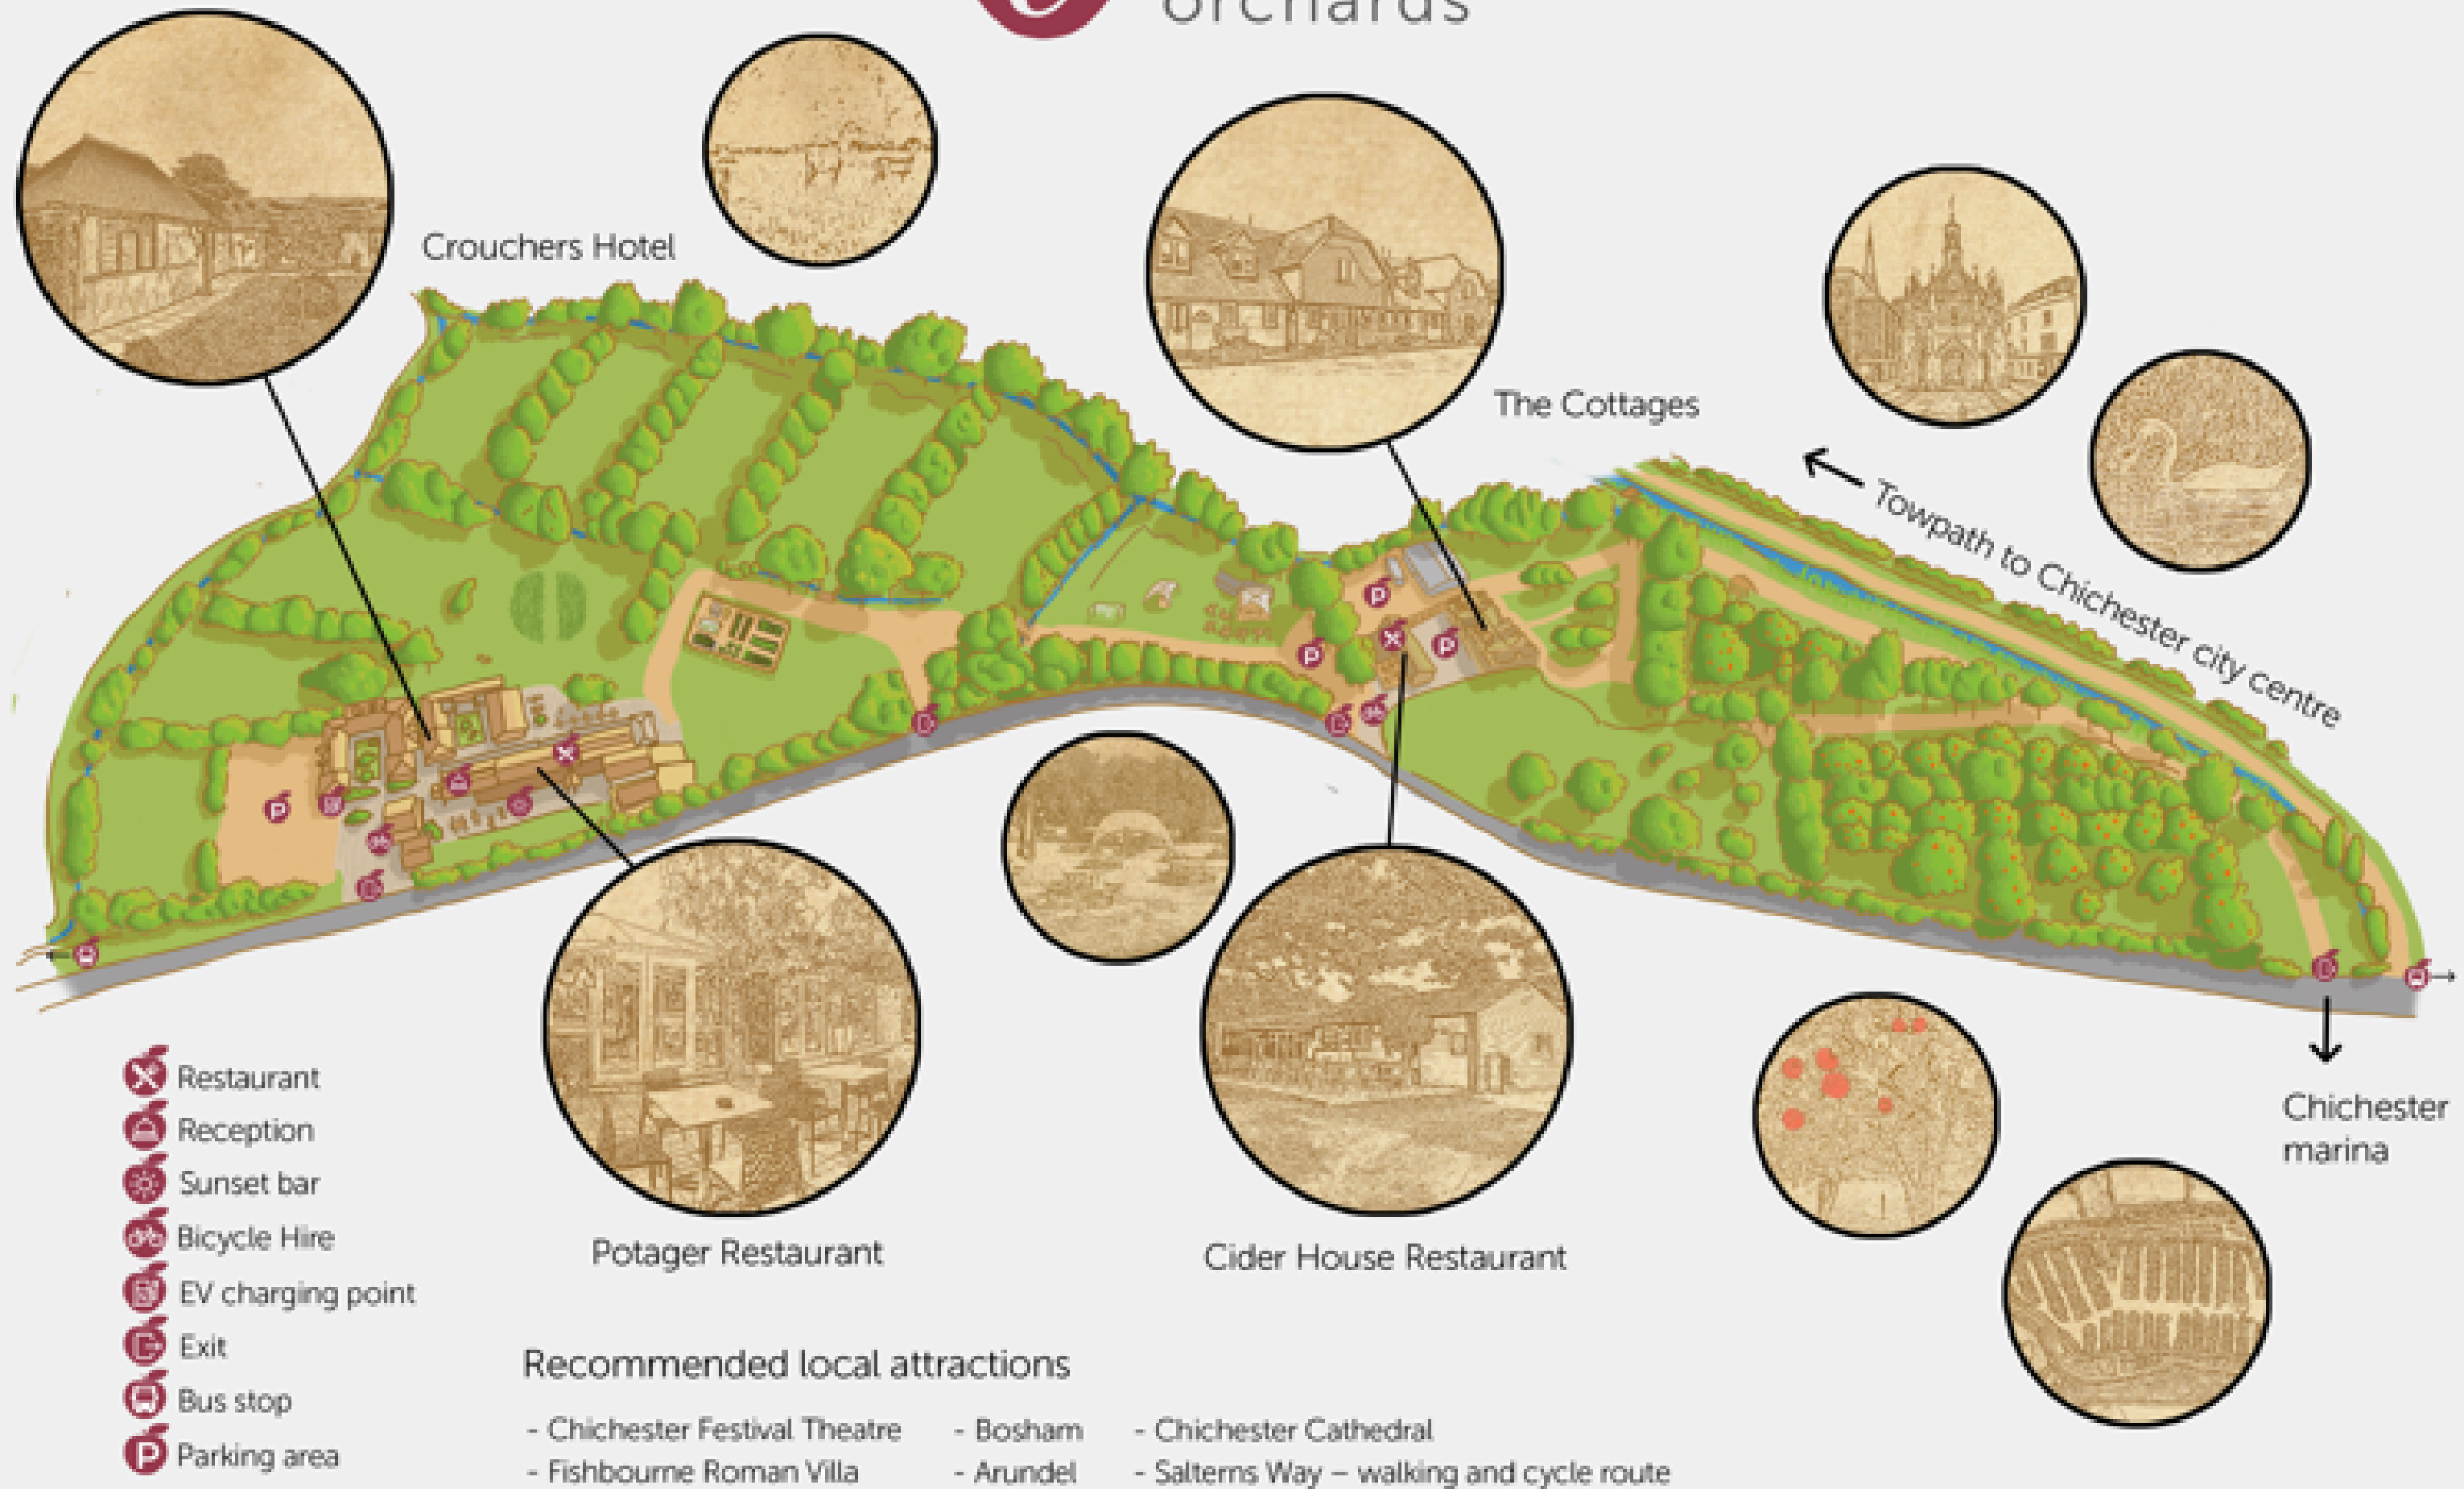 orchards
Crouchers Hotel
The Cottages
Towpath to Chichester city centre
Chichester
marina
Potager Restaurant
Cider House Restaurant
Restaurant
Reception
Sunset bar
Bicycle Hire
EV charging point
Exit
Bus stop
P Parking area
Recommended local attractions
- Chichester Festival Theatre - Bosham - Chichester Cathedral
- Fishbourne Roman Villa - Arundel - Salterns Way – walking and cycle route
P
P
P
P